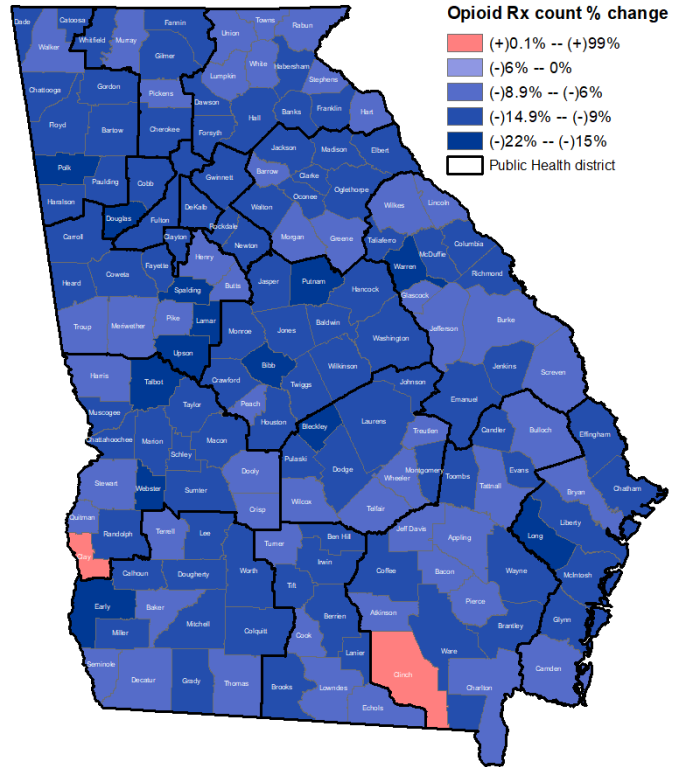 Opioid Rx count % change
(+)0.1% -- (+)99%
(-)6% -- 0%
(-)8.9% -- (-)6%
(-)14.9% -- (-)9%
(-)22% -- (-)15%
Public Health district
Dade
Catoosa
Fannin
Towns
Rabun
Walker
Whitfield
Murray
Union
Gilmer
White
Habersham
Lumpkin
Stephens
Chattooga
Gordon
Pickens
Dawson
Banks
Franklin
Hart
Floyd
Bartow
Cherokee
Forsyth
Hall
Jackson
Madison
Elbert
Polk
Paulding
Cobb
Gwinnett
Barrow
Clarke
Oconee
Oglethorpe
Haralson
Douglas
Fulton
DeKalb
Walton
Wilkes
Lincoln
Carroll
Clayton
Rockdale
Newton
Morgan
Greene
Taliaferro
McDuffie
Columbia
Fayette
Henry
Warren
Richmond
Heard
Coweta
Spalding
Butts
Jasper
Putnam
Hancock
Glascock
Troup
Meriwether
Pike
Lamar
Monroe
Jones
Baldwin
Washington
Jefferson
Burke
Upson
Harris
Talbot
Bibb
Wilkinson
Jenkins
Screven
Crawford
Twiggs
Johnson
Taylor
Peach
Emanuel
Muscogee
Houston
Bleckley
Laurens
Treutlen
Candler
Bulloch
Effingham
Chattahoochee
Marion
Macon
Schley
Pulaski
Dodge
Montgomery
Toombs
Evans
Stewart
Webster
Sumter
Dooly
Wheeler
Tattnall
Bryan
Chatham
Quitman
Crisp
Wilcox
Telfair
Liberty
Randolph
Terrell
Lee
Turner
Ben Hill
Jeff Davis
Appling
Long
Clay
Irwin
Calhoun
Dougherty
Worth
Tift
Coffee
Bacon
Wayne
McIntosh
Early
Baker
Mitchell
Berrien
Atkinson
Pierce
Miller
Colquitt
Cook
Brantley
Glynn
Lanier
Ware
Seminole
Decatur
Grady
Thomas
Brooks
Lowndes
Clinch
Charlton
Camden
Echols